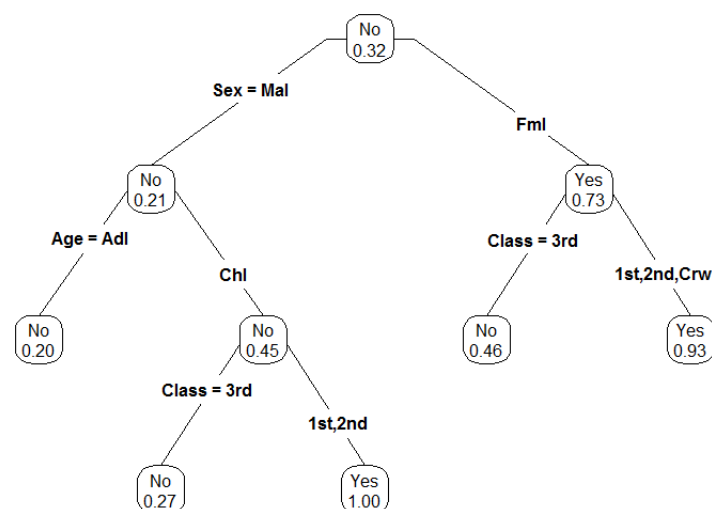 No
0.32
Sex = Mal
Fml
No
0.21
Yes
0.73
Age = Adl
Chl
Class = 3rd
1st,2nd,Crw
No
0.20
No
0.45
No
0.46
Yes
0.93
Class = 3rd
1st,2nd
No
0.27
Yes
1.00